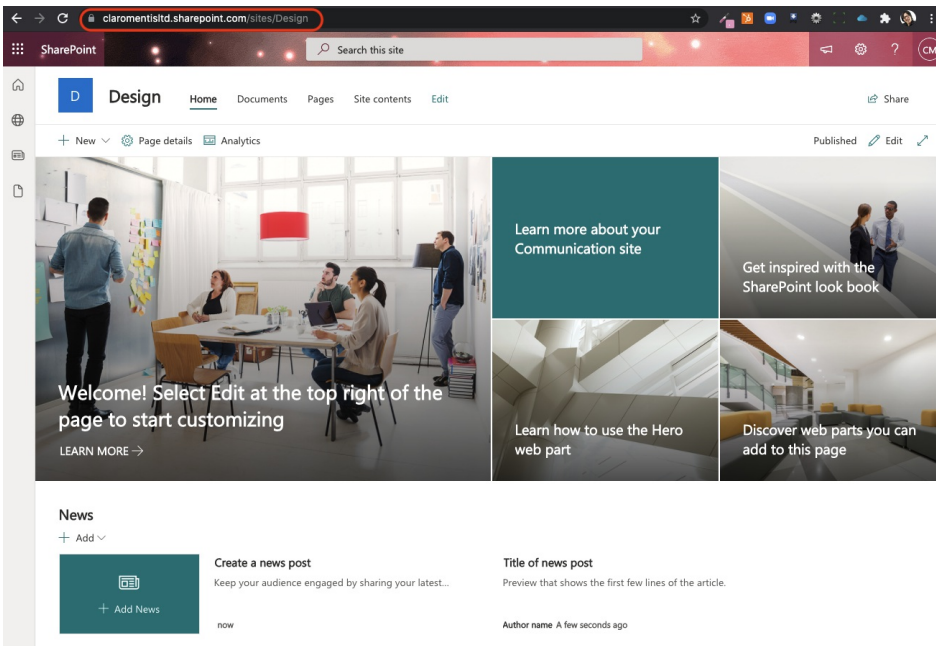 claromentisltd.sharepoint.com/sites/Design
SharePoint
Search this site
?
CM
D
Design
Home
Documents
Pages
Site contents
Edit
Share
+ New
Page details
Analytics
Published
Edit
Learn more about your
Communication site
Get inspired with the
SharePoint look book
Welcome! Select Edit at the top right of the
page to start customizing
LEARN MORE →
Learn how to use the Hero
web part
Discover web parts you can
add to this page
News
+ Add
+ Add News
Create a news post
Keep your audience engaged by sharing your latest...
now
Title of news post
Preview that shows the first few lines of the article.
Author name A few seconds ago